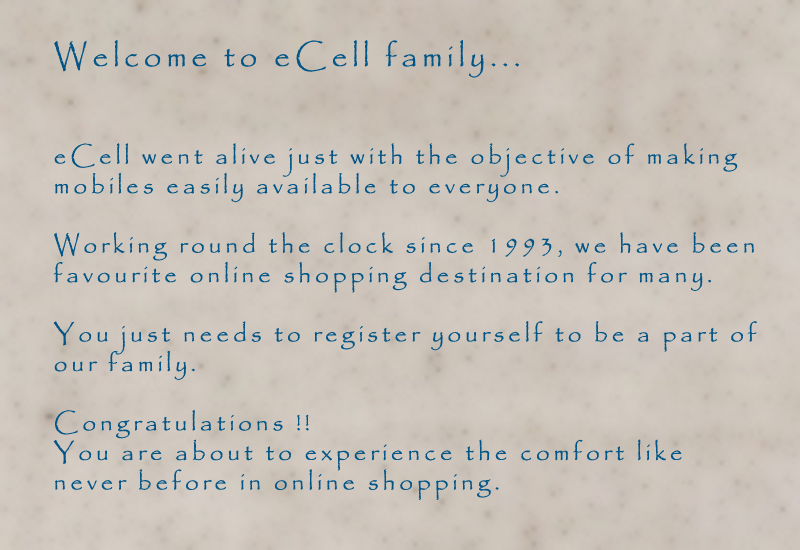 Welcome to eCell family...
eCell went alive just with the objective of making
mobiles easily available to everyone.
Working round the clock since 1993, we have been
favourite online shopping destination for many.
You just needs to register yourself to be a part of
our family.
Congratulations !!
You are about to experience the comfort like
never before in online shopping.